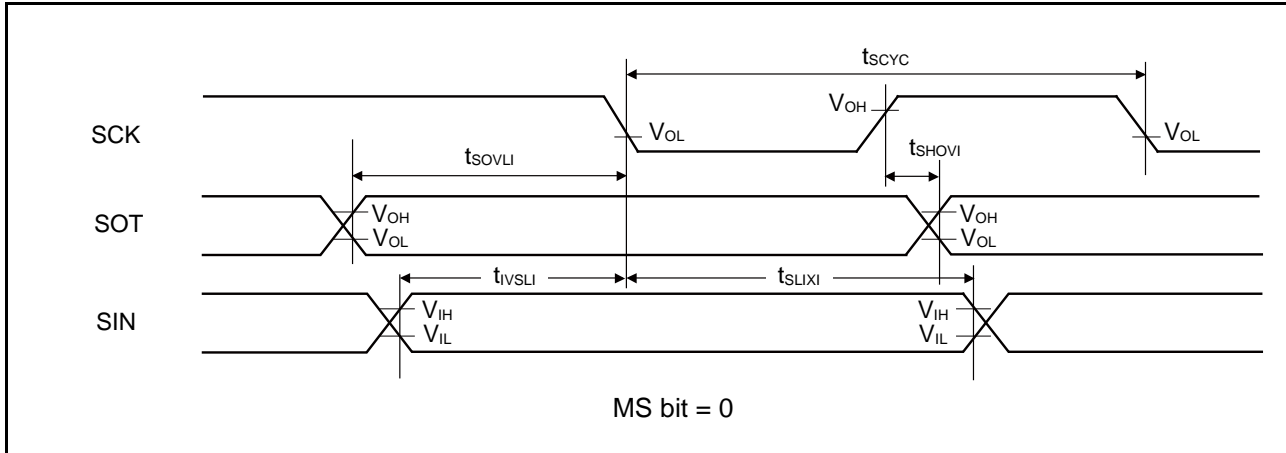 tSCYC
SCK
VOH
VOL
VOL
tSOVLI
tSHOVI
SOT
VOH
VOL
VOH
VOL
tIVSLI
tSLIXI
SIN
VIH
VIL
VIH
VIL
MS bit = 0